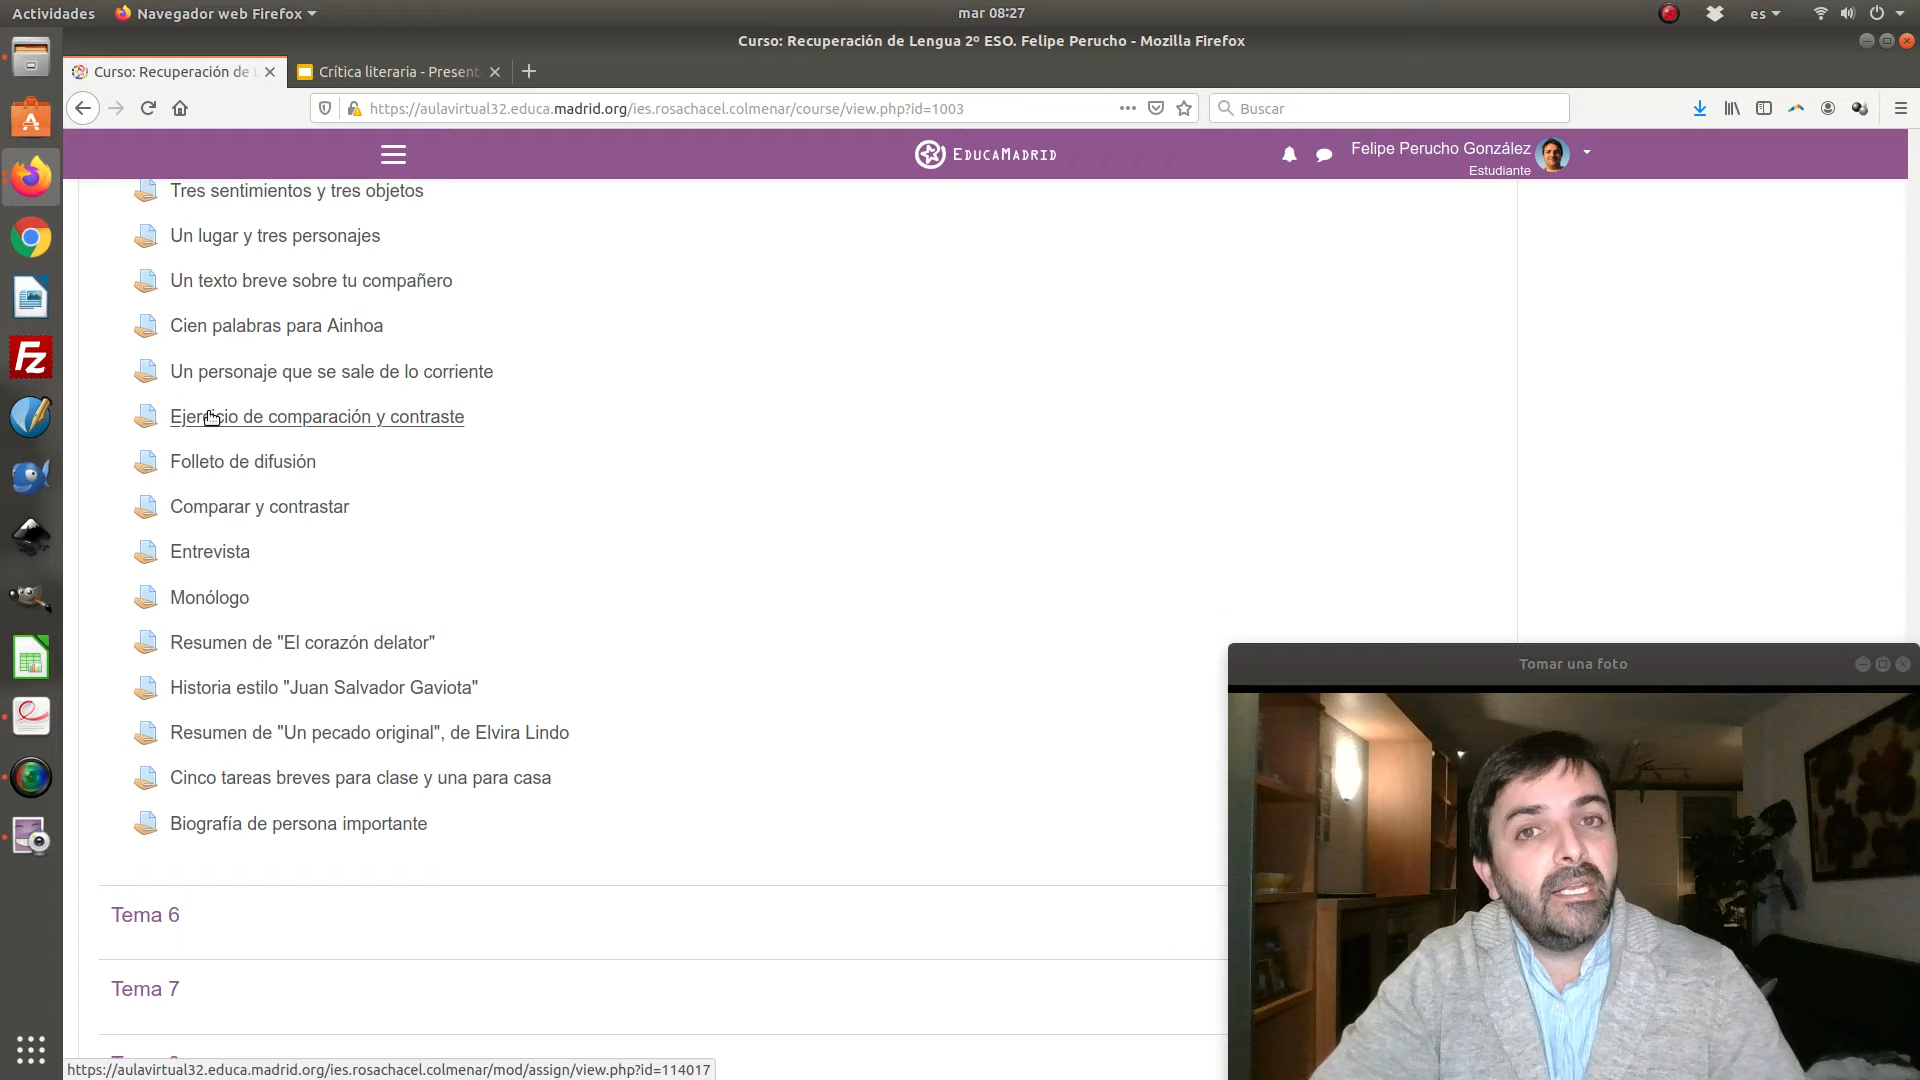 Actividades
Navegador web Firefox
mar 08:27
es
Curso: Recuperación de Lengua 2º ESO. Felipe Perucho - Mozilla Firefox
Curso: Recuperación de
Crítica literaria - Present
https://aulavirtual32.educa.madrid.org/ies.rosachacel.colmenar/course/view.php?id=1003
Buscar
EDUCAMADRID
Felipe Perucho González
Estudiante
Tres sentimientos y tres objetos
Un lugar y tres personajes
Un texto breve sobre tu compañero
Cien palabras para Ainhoa
Un personaje que se sale de lo corriente
Ejercicio de comparación y contraste
Folleto de difusión
Comparar y contrastar
Entrevista
Monólogo
Resumen de "El corazón delator"
Tomar una foto
Historia estilo "Juan Salvador Gaviota"
Resumen de "Un pecado original", de Elvira Lindo
Cinco tareas breves para clase y una para casa
Biografía de persona importante
Tema 6
Tema 7
https://aulavirtual32.educa.madrid.org/ies.rosachacel.colmenar/mod/assign/view.php?id=114017